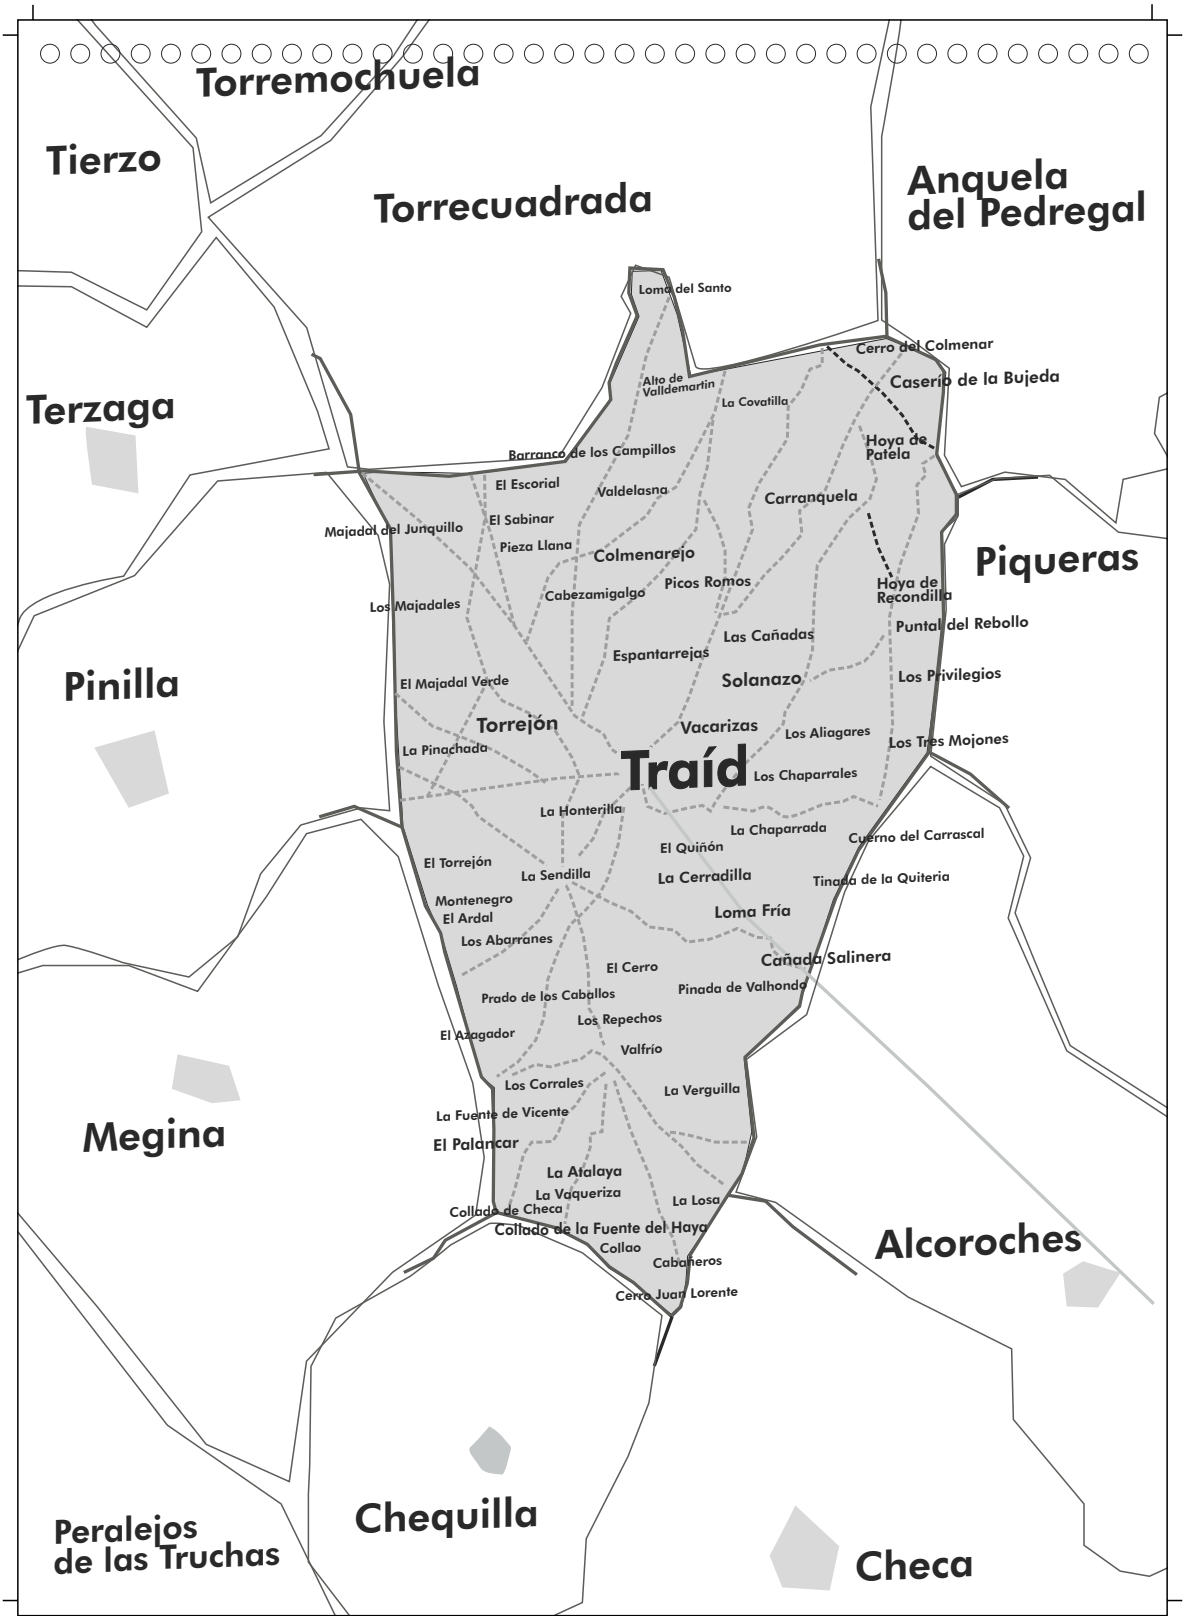 Torremochuela
Tierzo
Torrecuadrada
Anquela
del Pedregal
Loma del Santo
Cerro del Colmenar
Alto de
Valldemartin
Caserío de la Bujeda
La Covatilla
Terzaga
Hoya de
Patela
Barranco de los Campillos
El Escorial
Valdelasna
Carranquela
El Sabinar
Majadal del Junquillo
Pieza Llana
Colmenarejo
Piqueras
Picos Romos
Hoya de
Recondilla
Cabezamigalgo
Los Majadales
Puntal del Rebollo
Las Cañadas
Espantarrejas
Los Privilegios
Solanazo
Pinilla
El Majadal Verde
Torrejón
Vacarizas
Los Aliagares
Los Tres Mojones
La Pinachada
Traíd
Los Chaparrales
La Honterilla
La Chaparrada
Cuerno del Carrascal
El Quiñón
El Torrejón
La Sendilla
La Cerradilla
Tinada de la Quiteria
Montenegro
El Ardal
Loma Fría
Los Abarranes
Cañada Salinera
El Cerro
Pinada de Valhondo
Prado de los Caballos
Los Repechos
El Azagador
Valfrío
Los Corrales
La Verguilla
La Fuente de Vicente
Megina
El Palancar
La Atalaya
La Vaqueriza
La Losa
Collado de Checa
Collado de la Fuente del Haya
Alcoroches
Collao
Cabañeros
Cerro Juan Lorente
Chequilla
Peralejos
de las Truchas
Checa